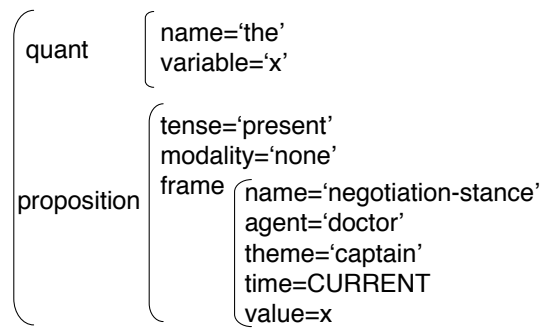 quant
name=‘the’
variable=‘x’
proposition
tense=‘present’
modality=‘none’
frame
name=‘negotiation-stance’
agent=‘doctor’
theme=‘captain’
time=CURRENT
value=x